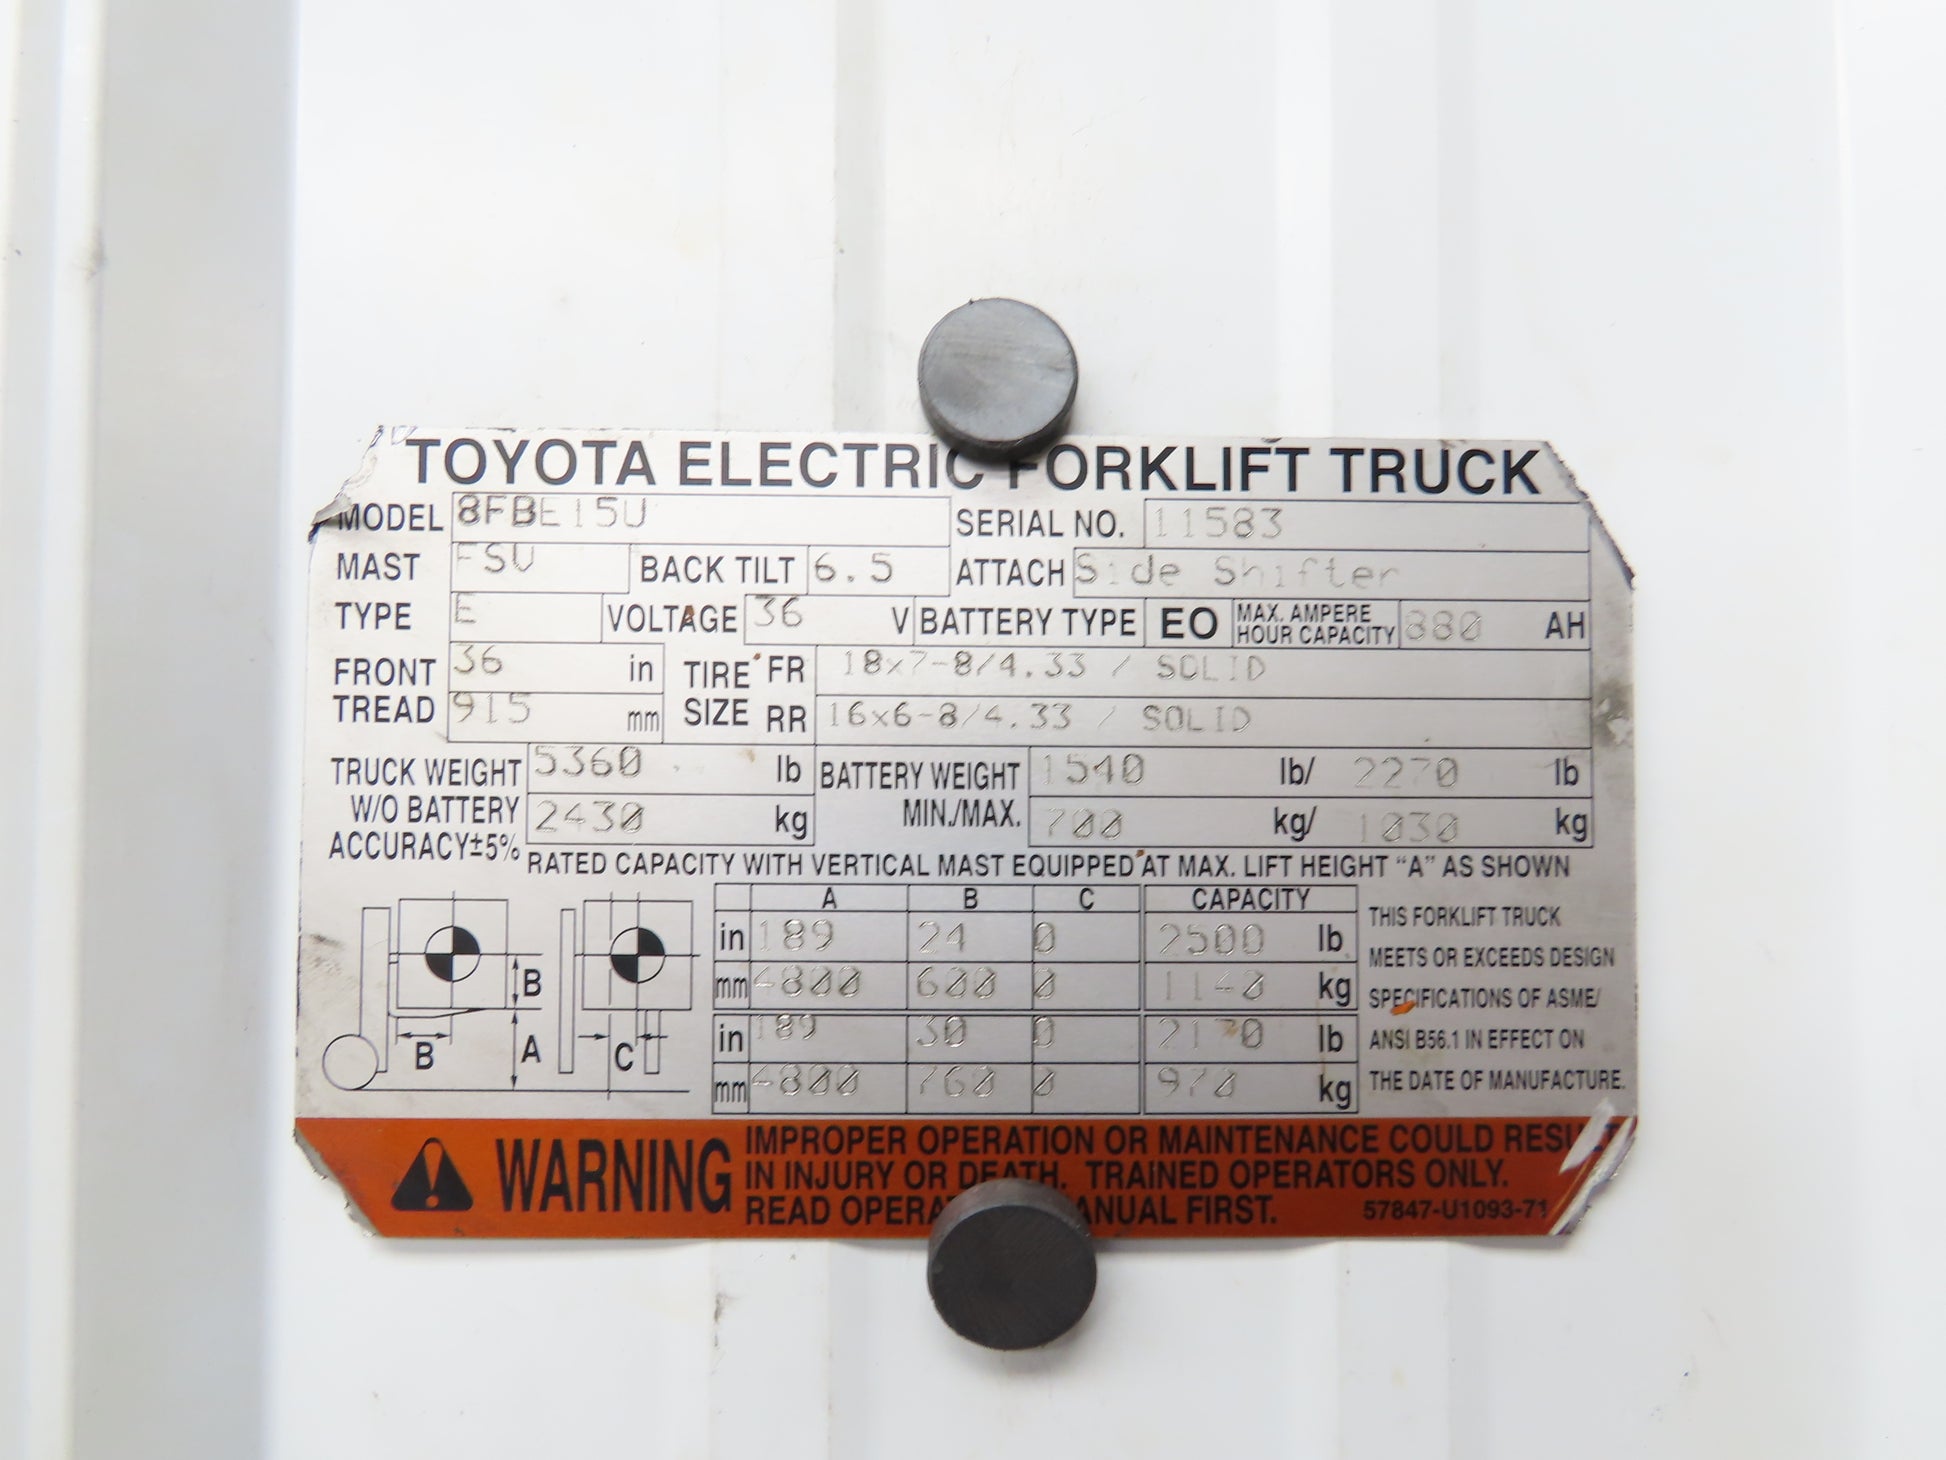 TOYOTA ELECTRIC FORKLIFT TRUCK
MODEL 8FBE15U SERIAL NO. 11583
MAST FSV BACK TILT 6.5 ATTACH Side Shifter
TYPE E VOLTAGE 36 V BATTERY TYPE EO MAX. AMPERE HOUR CAPACITY 880 AH
FRONT TREAD 36 in TIRE SIZE FR 18x7-8/4.33 / SOLID
915 mm RR 16x6-8/4.33 / SOLID
TRUCK WEIGHT 5360 lb BATTERY WEIGHT 1540 lb/ 2270 lb
W/O BATTERY 2430 kg MIN./MAX. 700 kg/ 1030 kg
ACCURACY±5%
RATED CAPACITY WITH VERTICAL MAST EQUIPPED AT MAX. LIFT HEIGHT "A" AS SHOWN
A B C CAPACITY
in 189 24 0 2500 lb
mm 4800 600 0 1140 kg
in 189 30 0 2130 lb
mm 4800 760 0 970 kg
B
B
A
C
THIS FORKLIFT TRUCK
MEETS OR EXCEEDS DESIGN
SPECIFICATIONS OF ASME/
ANSI B56.1 IN EFFECT ON
THE DATE OF MANUFACTURE.
WARNING
IMPROPER OPERATION OR MAINTENANCE COULD RESULT
IN INJURY OR DEATH. TRAINED OPERATORS ONLY.
READ OPERA ANUAL FIRST. 57847-U1093-71